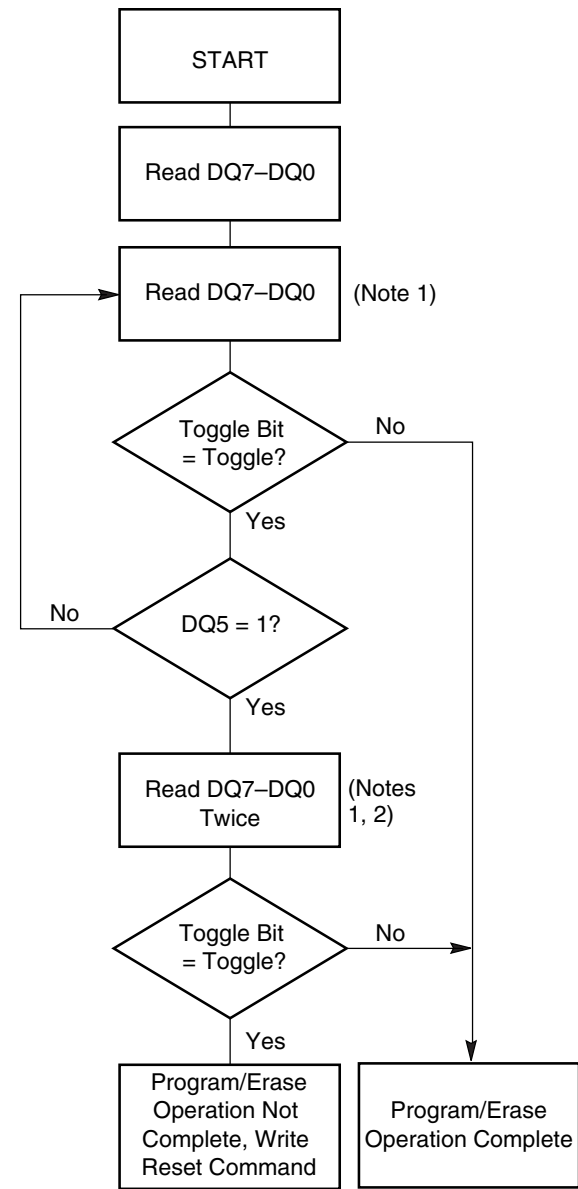 START
Read DQ7–DQ0
Read DQ7–DQ0
(Note 1)
Toggle Bit
= Toggle?
No
Yes
No
DQ5 = 1?
Yes
Read DQ7–DQ0
Twice
(Notes
1, 2)
Toggle Bit
= Toggle?
No
Yes
Program/Erase
Operation Not
Complete, Write
Reset Command
Program/Erase
Operation Complete